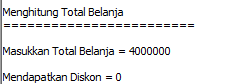 Menghitung Total Belanja
========================
Masukkan Total Belanja = 4000000
Mendapatkan Diskon = 0